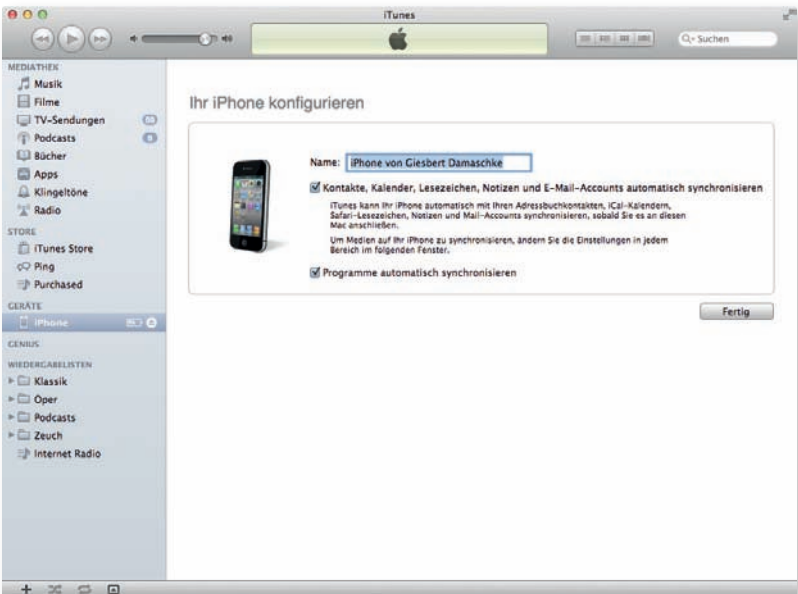 iTunes
Suchen
MEDIATHEK
Musik
Filme
TV-Sendungen
Podcasts
Bücher
Apps
Klingeltöne
Radio
STORE
iTunes Store
Ping
Purchased
GERÄTE
iPhone
GENIUS
WIEDERGABELISTEN
Klassik
Oper
Podcasts
Zeuch
Internet Radio
Ihr iPhone konfigurieren
Name: iPhone von Giesbert Damaschke
Kontakte, Kalender, Lesezeichen, Notizen und E-Mail-Accounts automatisch synchronisieren
iTunes kann Ihr iPhone automatisch mit Ihren Adressbuchkontakten, iCal-Kalendern,
Safari-Lesezeichen, Notizen und Mail-Accounts synchronisieren, sobald Sie es an diesen
Mac anschließen.
Um Medien auf Ihr iPhone zu synchronisieren, ändern Sie die Einstellungen in jedem
Bereich im folgenden Fenster.
Programme automatisch synchronisieren
Fertig